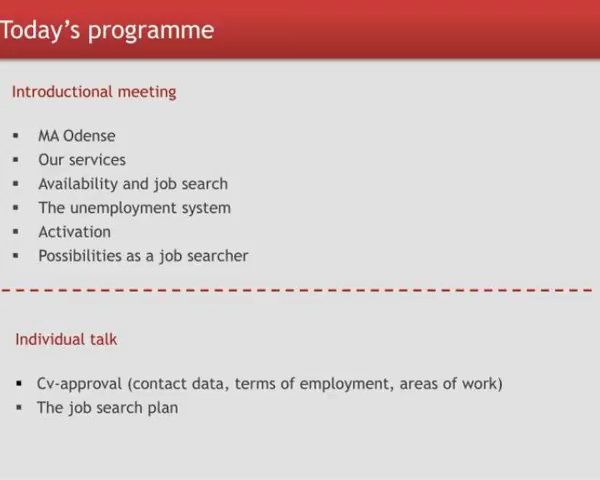 Today's programme
Introductional meeting
▪ MA Odense
▪ Our services
▪ Availability and job search
▪ The unemployment system
▪ Activation
▪ Possibilities as a job searcher
Individual talk
▪ Cv-approval (contact data, terms of employment, areas of work)
▪ The job search plan